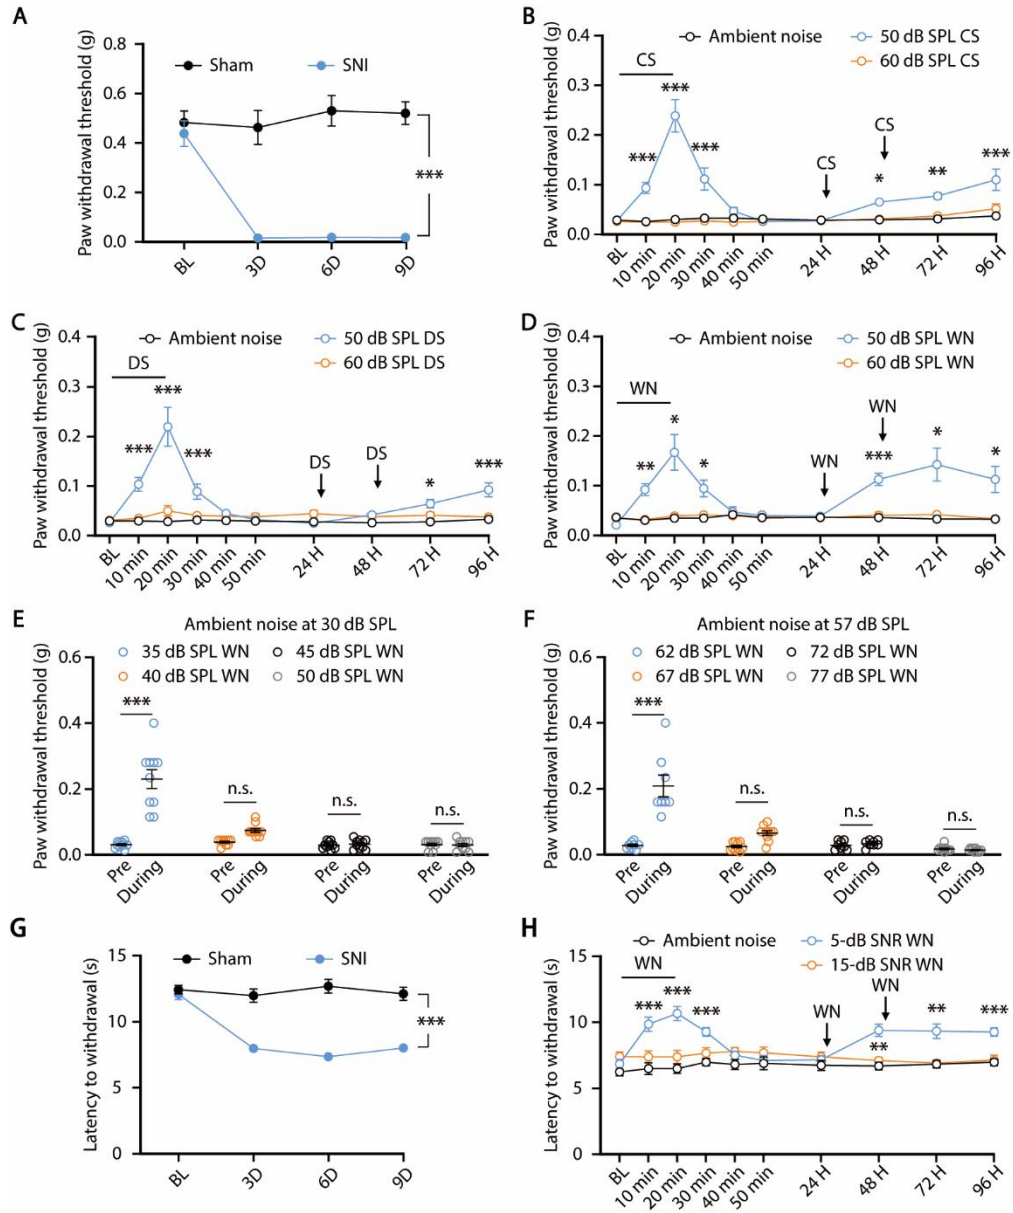 A
Paw withdrawal threshold (g)
0.8
0.6
0.4
0.2
0.0
Sham
SNI
***
BL
3D
6D
9D
B
Paw withdrawal threshold (g)
0.4
0.3
0.2
0.1
0.0
Ambient noise
50 dB SPL CS
60 dB SPL CS
CS
***
***
***
CS
CS
*
**
***
BL
10 min
20 min
30 min
40 min
50 min
24 H
48 H
72 H
96 H
C
Paw withdrawal threshold (g)
0.4
0.3
0.2
0.1
0.0
Ambient noise
50 dB SPL DS
60 dB SPL DS
DS
***
***
***
DS
DS
*
***
BL
10 min
20 min
30 min
40 min
50 min
24 H
48 H
72 H
96 H
D
Paw withdrawal threshold (g)
0.4
0.3
0.2
0.1
0.0
Ambient noise
50 dB SPL WN
60 dB SPL WN
WN
**
*
*
WN
WN
***
*
*
BL
10 min
20 min
30 min
40 min
50 min
24 H
48 H
72 H
96 H
E
Ambient noise at 30 dB SPL
Paw withdrawal threshold (g)
0.6
0.4
0.2
0.0
35 dB SPL WN
45 dB SPL WN
40 dB SPL WN
50 dB SPL WN
***
n.s.
n.s.
n.s.
Pre
During
Pre
During
Pre
During
Pre
During
F
Ambient noise at 57 dB SPL
Paw withdrawal threshold (g)
0.6
0.4
0.2
0.0
62 dB SPL WN
72 dB SPL WN
67 dB SPL WN
77 dB SPL WN
***
n.s.
n.s.
n.s.
Pre
During
Pre
During
Pre
During
Pre
During
G
Latency to withdrawal (s)
15
10
5
0
Sham
SNI
***
BL
3D
6D
9D
H
Latency to withdrawal (s)
15
10
5
0
Ambient noise
5-dB SNR WN
15-dB SNR WN
WN
***
***
***
WN
WN
**
**
***
BL
10 min
20 min
30 min
40 min
50 min
24 H
48 H
72 H
96 H